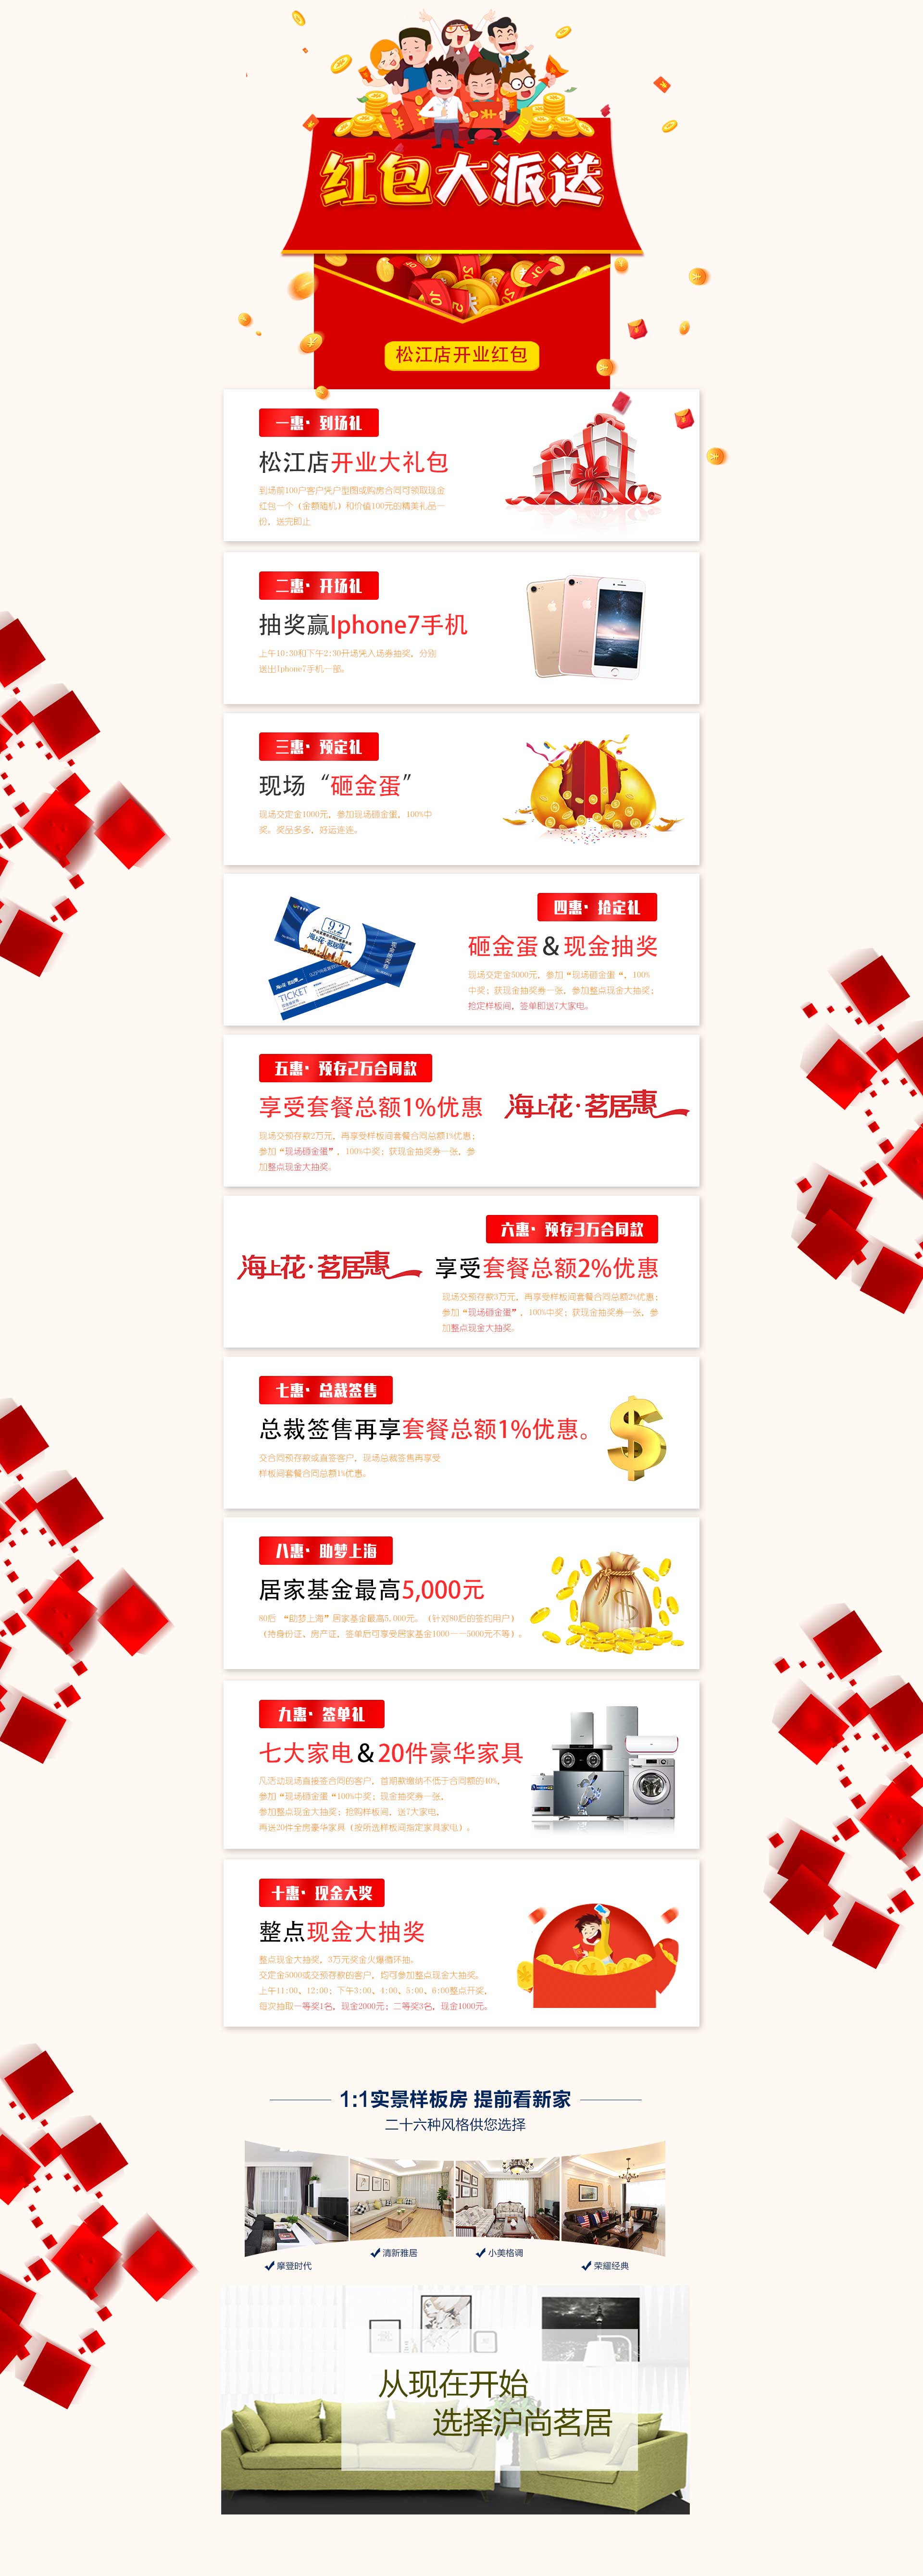 红包大派送
松江店开业红包
一惠·到场礼
松江店开业大礼包
到场前100户客户凭户型图或购房合同可领取现金
红包一个（金额随机）和价值100元的精美礼品一
份，送完即止
二惠·开场礼
抽奖赢Iphone7手机
上午10:30和下午2:30开场凭入场券抽奖，分别
送出Iphone7手机一部。
三惠·预定礼
现场“砸金蛋”
现场交定金1000元，参加现场砸金蛋，100%中
奖。奖品多多，好运连连。
四惠·抢定礼
砸金蛋&现金抽奖
现场交定金5000元，参加“现场砸金蛋“，100%
中奖；获现金抽奖券一张，参加整点现金大抽奖；
抢定样板间，签单即送7大家电。
9.2
海上花·茗居惠
TICKET
五惠·预存2万合同款
享受套餐总额1%优惠
现场交预存款2万元，再享受样板间套餐合同总额1%优惠；
参加“现场砸金蛋”，100%中奖；获现金抽奖券一张，参
加整点现金大抽奖。
海上花·茗居惠
六惠·预存3万合同款
享受套餐总额2%优惠
现场交预存款3万元，再享受样板间套餐合同总额2%优惠；
参加“现场砸金蛋”，100%中奖；获现金抽奖券一张，参
加整点现金大抽奖。
海上花·茗居惠
七惠·总裁签售
总裁签售再享套餐总额1%优惠。
交合同预存款或直签客户，现场总裁签售再享受
样板间套餐合同总额1%优惠。
八惠·助梦上海
居家基金最高5,000元
80后 “助梦上海”居家基金最高5,000元。（针对80后的签约用户）
（持身份证、房产证，签单后可享受居家基金1000——5000元不等）。
九惠·签单礼
七大家电&20件豪华家具
凡活动现场直接签合同的客户，首期款缴纳不低于合同额的40%，
参加“现场砸金蛋“100%中奖；现金抽奖券一张，
参加整点现金大抽奖；抢购样板间，送7大家电，
再送20件全房豪华家具（按所选样板间指定家具家电）。
十惠·现金大奖
整点现金大抽奖
整点现金大抽奖，3万元奖金火爆循环抽。
交定金5000或交预存款的客户，均可参加整点现金大抽奖。
上午11:00、12:00；下午3:00、4:00、5:00、6:00整点开奖，
每次抽取一等奖1名，现金2000元；二等奖3名，现金1000元。
1:1实景样板房 提前看新家
二十六种风格供您选择
摩登时代
清新雅居
小美格调
荣耀经典
从现在开始
选择沪尚茗居